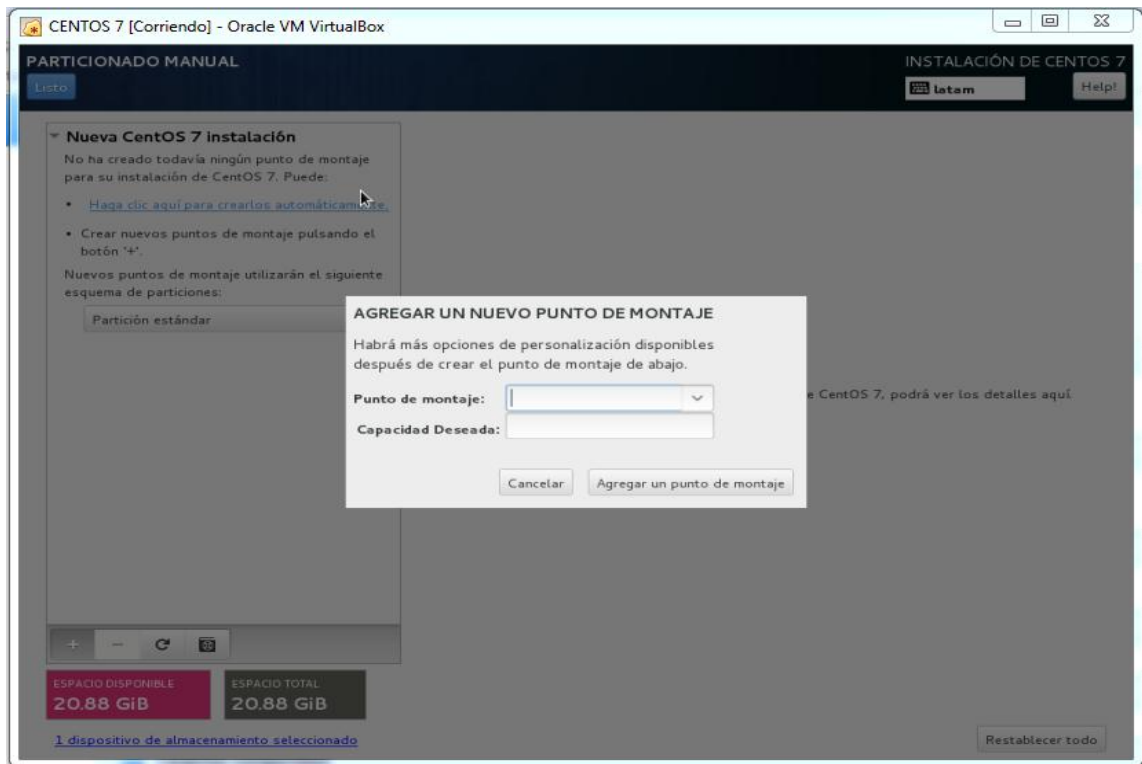 CENTOS 7 [Corriendo] - Oracle VM VirtualBox
PARTICIONADO MANUAL
INSTALACIÓN DE CENTOS 7
Listo
latam
Help!
Nueva CentOS 7 instalación
No ha creado todavía ningún punto de montaje
para su instalación de CentOS 7. Puede:
• Haga clic aquí para crearlos automáticamente.
• Crear nuevos puntos de montaje pulsando el
botón '+'.
Nuevos puntos de montaje utilizarán el siguiente
esquema de particiones:
Partición estándar
AGREGAR UN NUEVO PUNTO DE MONTAJE
Habrá más opciones de personalización disponibles
después de crear el punto de montaje de abajo.
Punto de montaje:
Capacidad Deseada:
Cancelar
Agregar un punto de montaje
e CentOS 7, podrá ver los detalles aquí.
+ −
ESPACIO DISPONIBLE
20.88 GiB
ESPACIO TOTAL
20.88 GiB
1 dispositivo de almacenamiento seleccionado
Restablecer todo